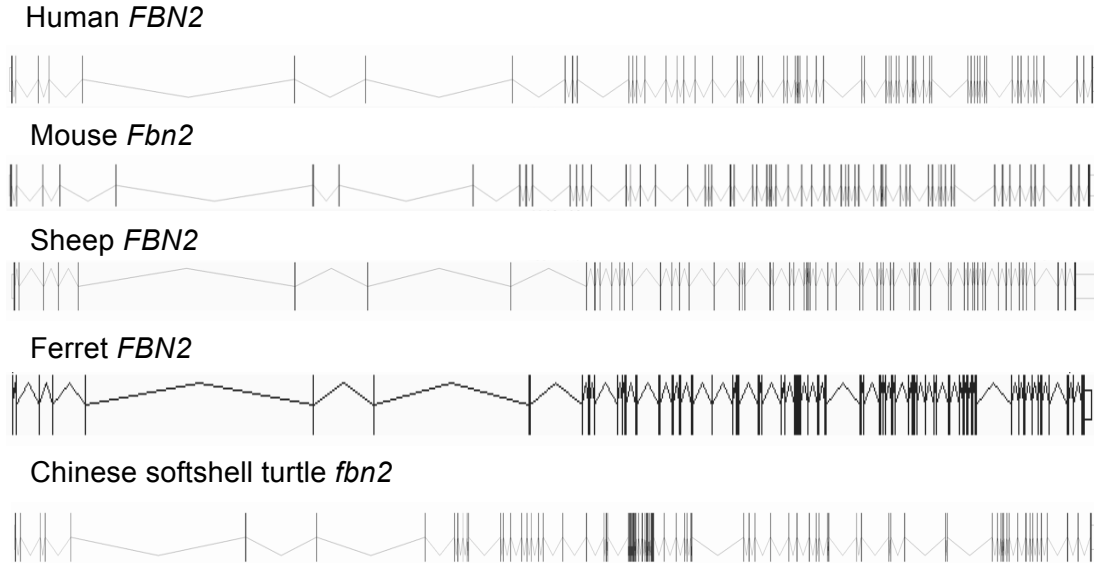 Human FBN2
Mouse Fbn2
Sheep FBN2
Ferret FBN2
Chinese softshell turtle fbn2